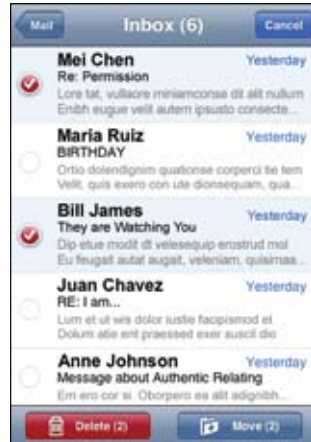 Mail Inbox (6) Cancel
Mei Chen Yesterday
Re: Permission
Lore tat, vullaore miniamconse dit alit nullum
Enibh eugue velit autem ipsusto consecte...
Maria Ruiz Yesterday
BIRTHDAY
Ortio dolendignim quationse corperci tie tem
Velit, quis exero con ute dionsequam, qua...
Bill James Yesterday
They are Watching You
Dip etue modit dt velesequip erostrud mol
Eu feugait autat augait, veleniam, quisimaa...
Juan Chavez Yesterday
RE: I am...
Lum et ut wis dolor iustie facipismod et
Dolum atie ent praessed exer auscil dio
Anne Johnson Yesterday
Message about Authentic Relating
Em ero cor si. Oborpero ea alit adignibh...
Delete (2) Move (2)